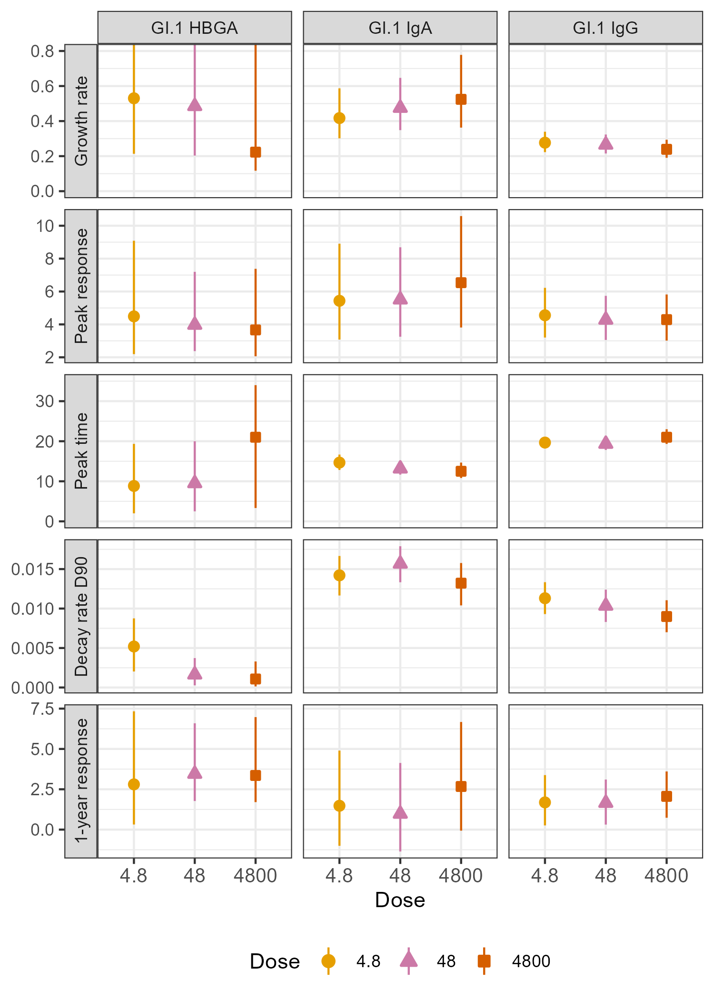 GI.1 HBGA GI.1 IgA GI.1 IgG
Growth rate
0.8
0.6
0.4
0.2
0.0
Peak response
10
8
6
4
2
Peak time
30
20
10
0
Decay rate D90
0.015
0.010
0.005
0.000
1-year response
7.5
5.0
2.5
0.0
4.8 48 4800 4.8 48 4800 4.8 48 4800
Dose
Dose 4.8 48 4800